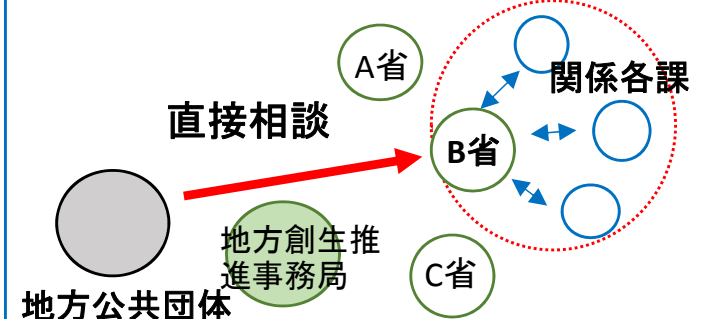 A省
関係各課
直接相談
B省
地方創生推
進事務局
C省
地方公共団体